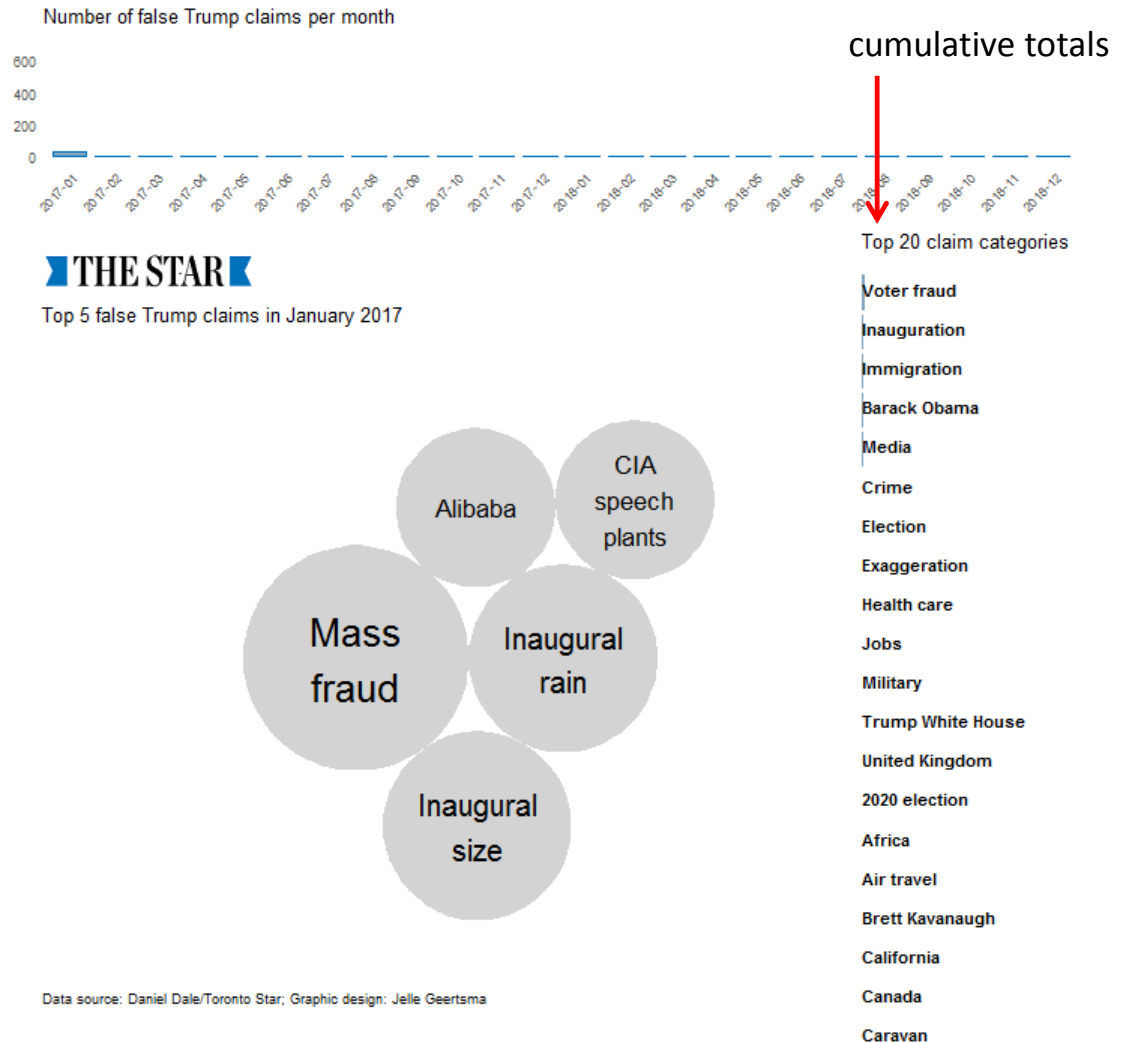 Number of false Trump claims per month
cumulative totals
600
400
200
0
2017-01
2017-02
2017-03
2017-04
2017-05
2017-06
2017-07
2017-08
2017-09
2017-10
2017-11
2017-12
2018-01
2018-02
2018-03
2018-04
2018-05
2018-06
2018-07
2018-08
2018-09
2018-10
2018-11
2018-12
THE STAR
Top 5 false Trump claims in January 2017
Alibaba
CIA
speech
plants
Mass
fraud
Inaugural
rain
Inaugural
size
Top 20 claim categories
Voter fraud
Inauguration
Immigration
Barack Obama
Media
Crime
Election
Exaggeration
Health care
Jobs
Military
Trump White House
United Kingdom
2020 election
Africa
Air travel
Brett Kavanaugh
California
Canada
Caravan
Data source: Daniel Dale/Toronto Star; Graphic design: Jelle Geertsma